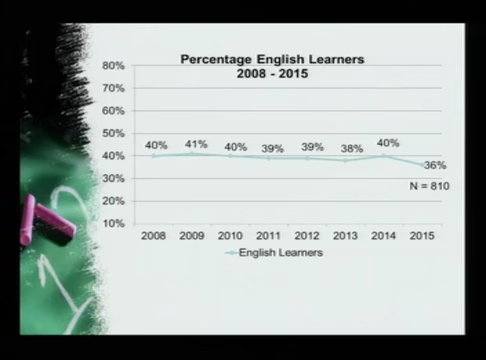 Percentage English Learners
2008 - 2015
80%
70%
60%
50%
40%
30%
20%
10%
40% 41% 40% 39% 39% 38% 40% 36%
N = 810
2008 2009 2010 2011 2012 2013 2014 2015
English Learners